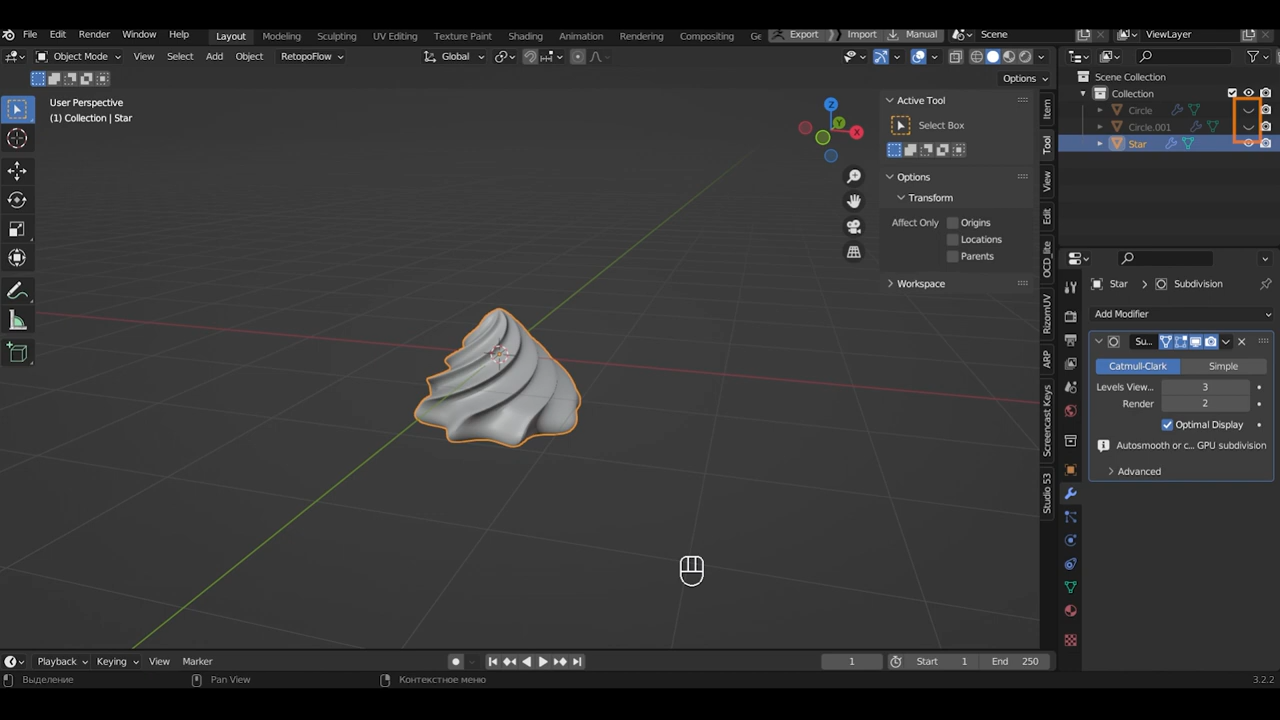 File Edit Render Window Help Layout Modeling Sculpting UV Editing Texture Paint Shading Animation Rendering Compositing Ge Export Import Manual Scene ViewLayer
Object Mode View Select Add Object RetopoFlow Global
Options
User Perspective
(1) Collection | Star
Z
Y
X
Active Tool
Select Box
Options
Transform
Affect Only Origins
Locations
Parents
Workspace
Item
Tool
View
Edit
OCD_lite
RizomUV
ARP
Screencast Keys
Studio 53
Scene Collection
Collection
Circle
Circle.001
Star
Star Subdivision
Add Modifier
Su...
Catmull-Clark Simple
Levels View... 3
Render 2
Optimal Display
Autosmooth or c... GPU subdivision
Advanced
Playback Keying View Marker 1 Start 1 End 250
Выделение Pan View Контекстное меню 3.2.2